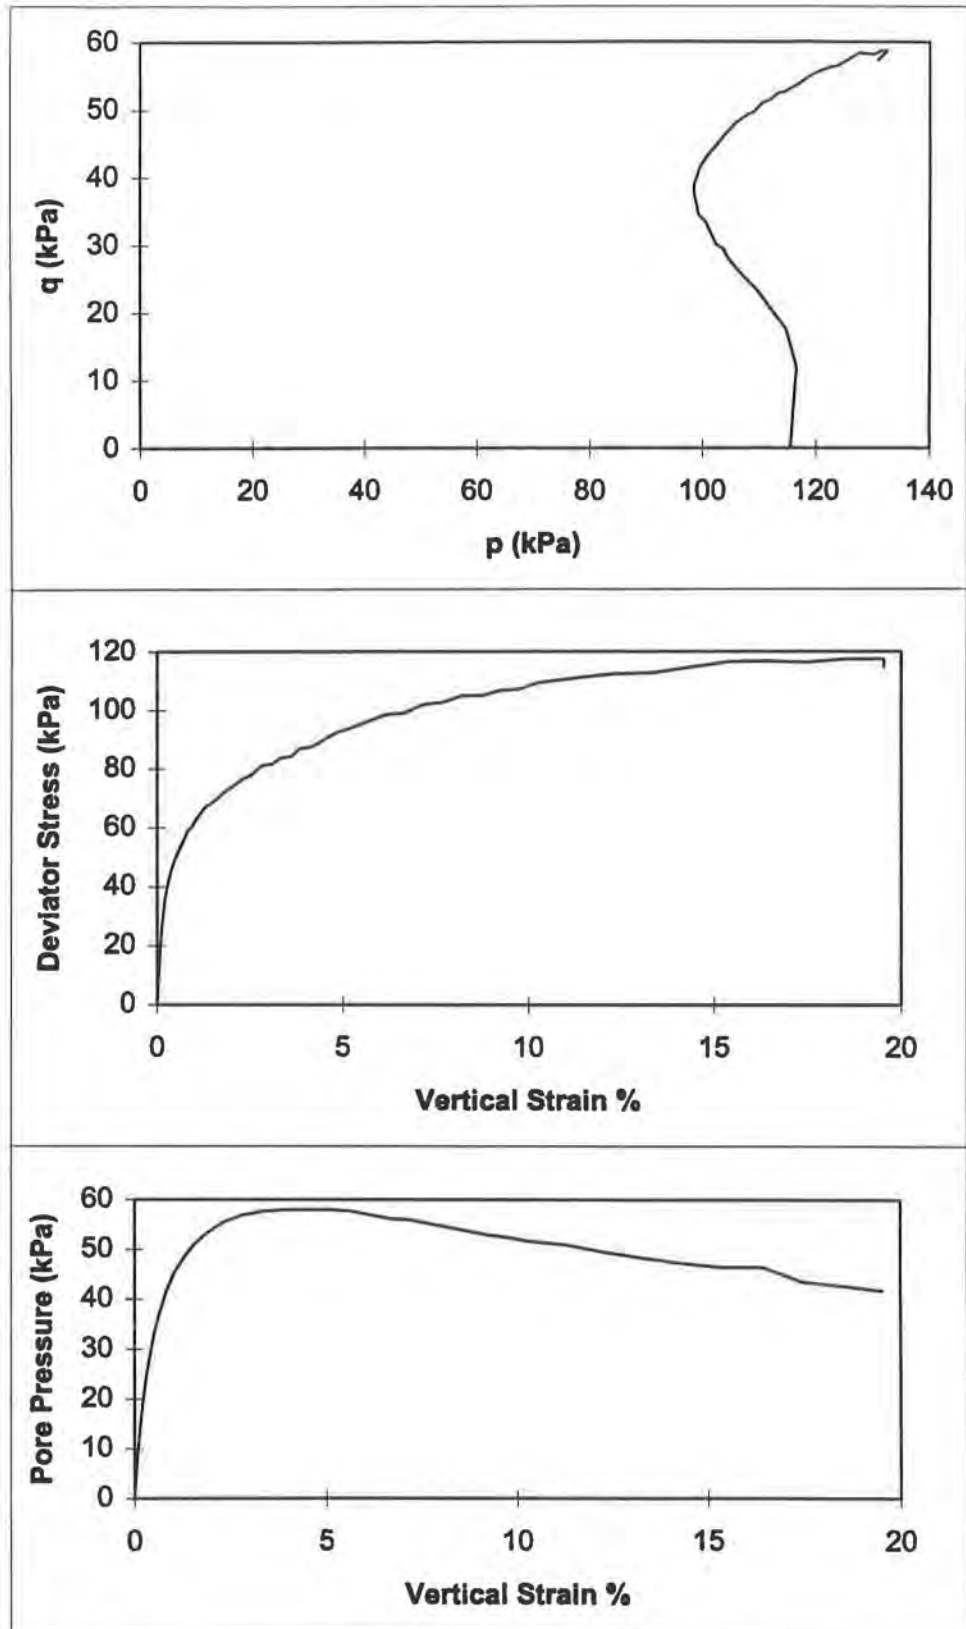 60
50
40
30
20
10
0
q (kPa)
0 20 40 60 80 100 120 140
p (kPa)
120
100
80
60
40
20
0
Deviator Stress (kPa)
0 5 10 15 20
Vertical Strain %
60
50
40
30
20
10
0
Pore Pressure (kPa)
0 5 10 15 20
Vertical Strain %